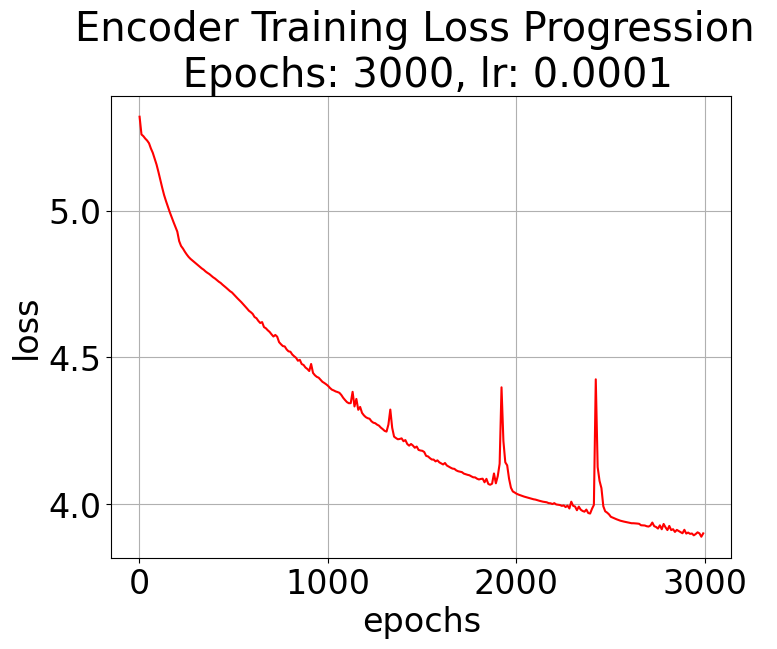 Encoder Training Loss Progression
Epochs: 3000, lr: 0.0001
5.0
4.5
4.0
loss
0 1000 2000 3000
epochs